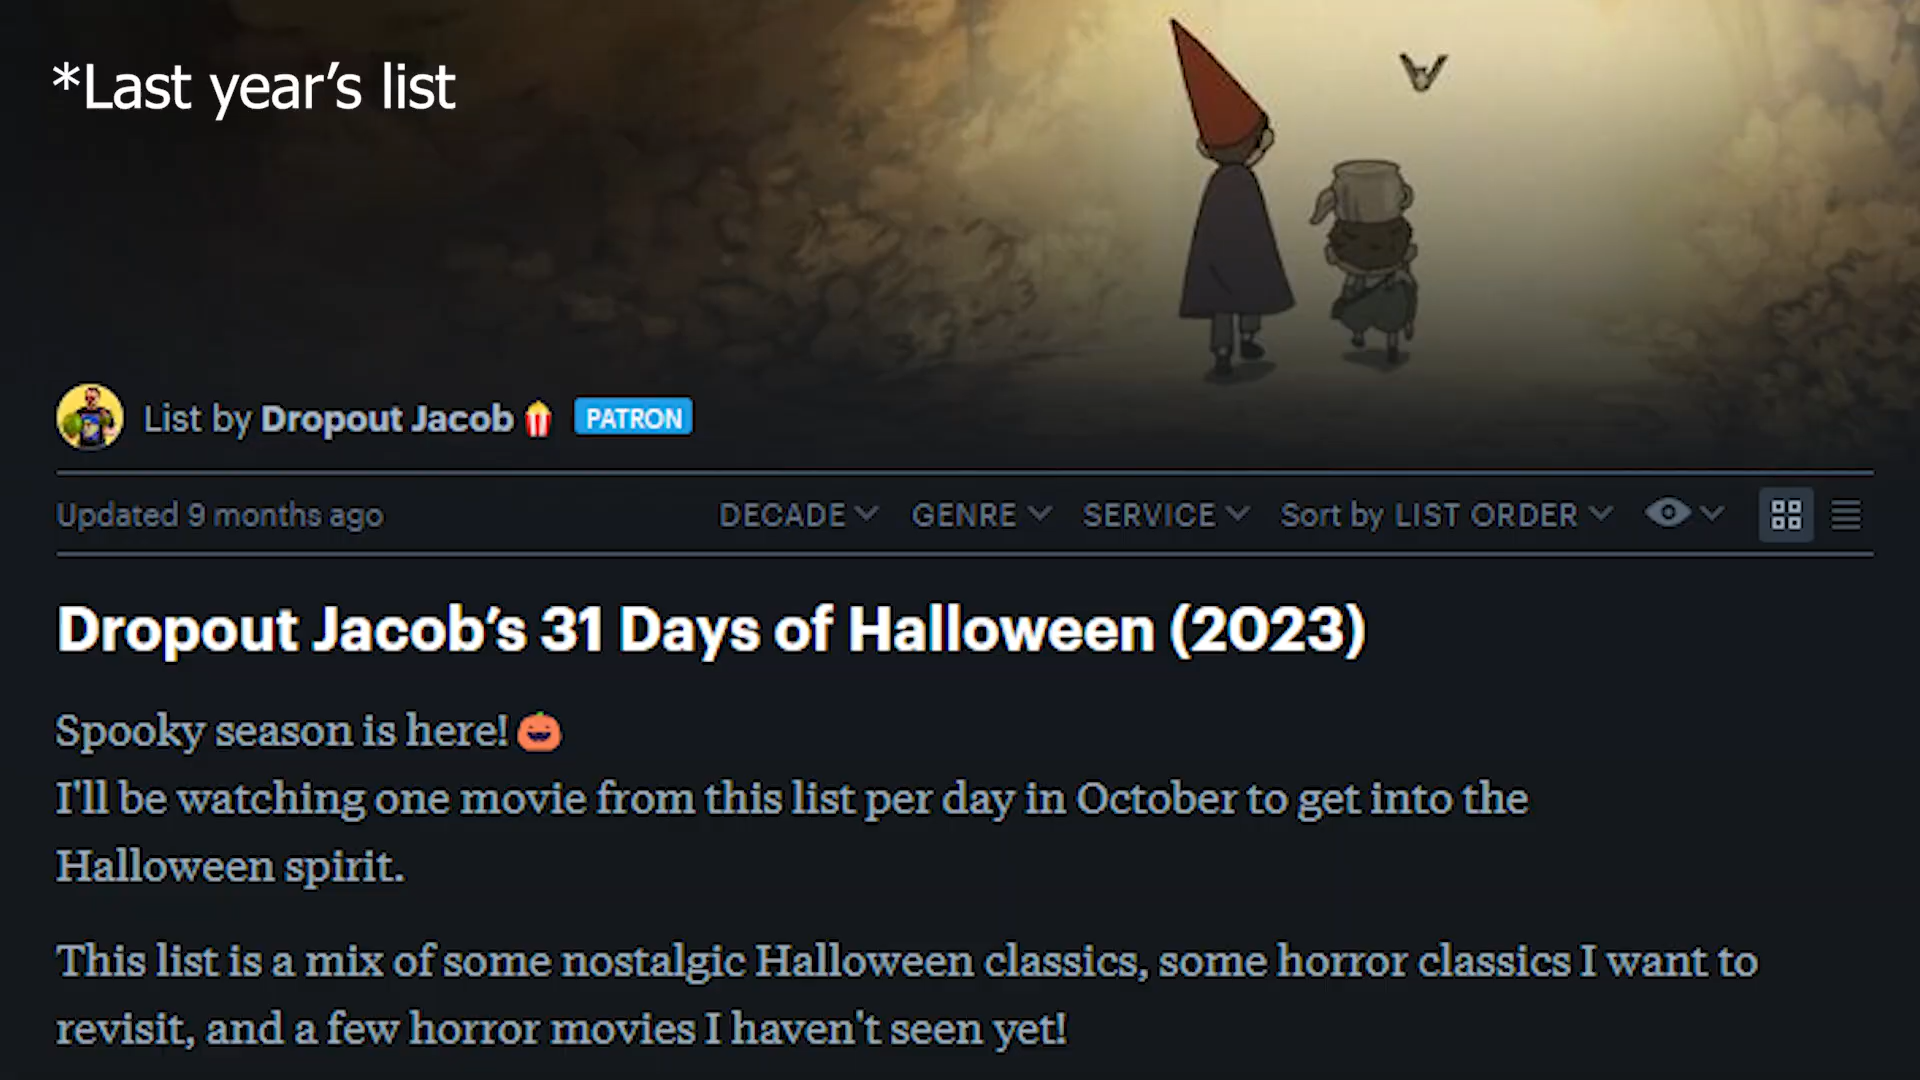 *Last year’s list
List by Dropout Jacob🍿 PATRON
Updated 9 months ago DECADE GENRE SERVICE Sort by LIST ORDER
Dropout Jacob’s 31 Days of Halloween (2023)
Spooky season is here!🎃
I'll be watching one movie from this list per day in October to get into the
Halloween spirit.
This list is a mix of some nostalgic Halloween classics, some horror classics I want to
revisit, and a few horror movies I haven't seen yet!